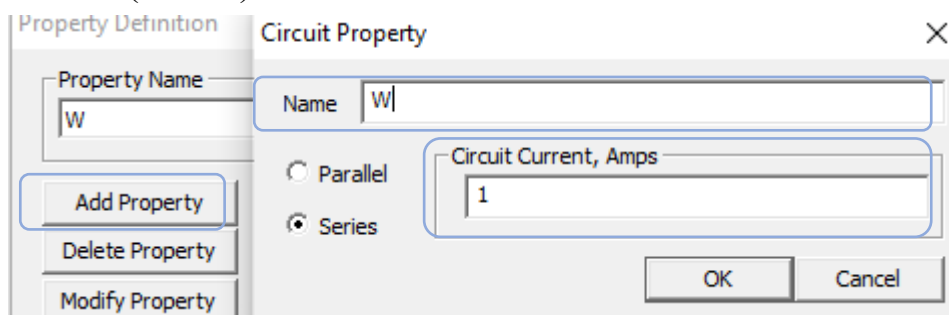 Property Definition
Circuit Property
Property Name
W
Name W
Parallel
Series
Circuit Current, Amps
1
Add Property
Delete Property
Modify Property
OK
Cancel